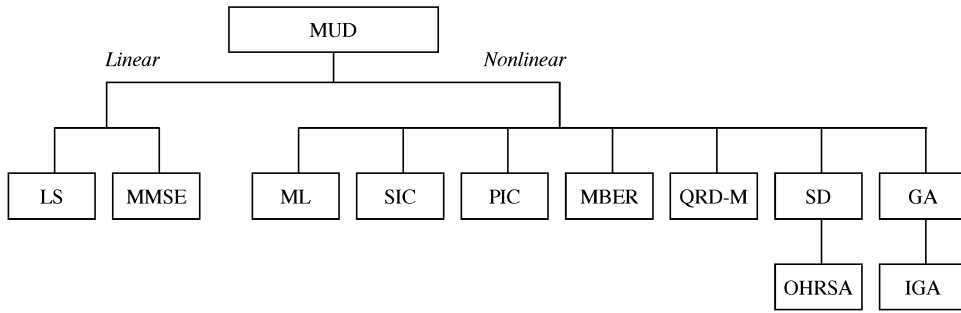 MUD
Linear
Nonlinear
LS
MMSE
ML
SIC
PIC
MBER
QRD-M
SD
GA
OHRSA
IGA